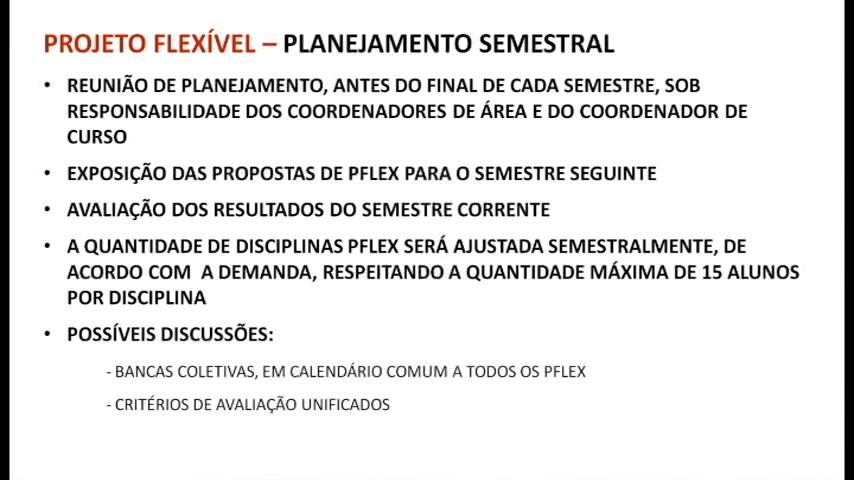 PROJETO FLEXÍVEL – PLANEJAMENTO SEMESTRAL
• REUNIÃO DE PLANEJAMENTO, ANTES DO FINAL DE CADA SEMESTRE, SOB
RESPONSABILIDADE DOS COORDENADORES DE ÁREA E DO COORDENADOR DE
CURSO
• EXPOSIÇÃO DAS PROPOSTAS DE PFLEX PARA O SEMESTRE SEGUINTE
• AVALIAÇÃO DOS RESULTADOS DO SEMESTRE CORRENTE
• A QUANTIDADE DE DISCIPLINAS PFLEX SERÁ AJUSTADA SEMESTRALMENTE, DE
ACORDO COM A DEMANDA, RESPEITANDO A QUANTIDADE MÁXIMA DE 15 ALUNOS
POR DISCIPLINA
• POSSÍVEIS DISCUSSÕES:
- BANCAS COLETIVAS, EM CALENDÁRIO COMUM A TODOS OS PFLEX
- CRITÉRIOS DE AVALIAÇÃO UNIFICADOS